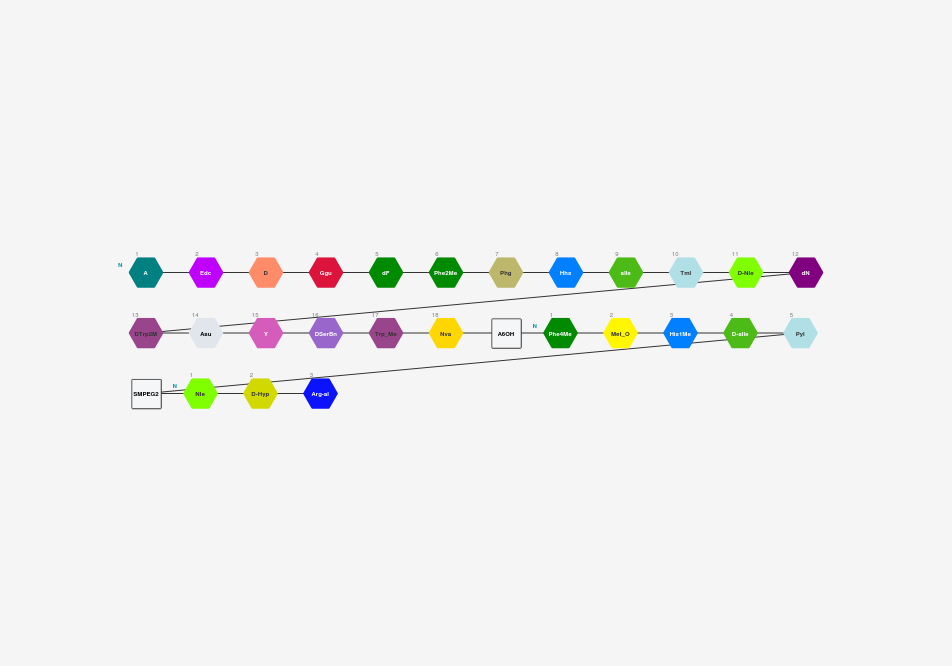 1 2 3 4 5 6 7 8 9 10 11 12
N A Edc D Ggu dF Phe2Me Phg Hha aIle Tml D-Nle dN
13 14 15 16 17 18 1 2 3 4 5
Asu Y DSerBn Trp_Me Nva A6OH N Phe4Me Met_O His1Me D-aIle Pyl
1 2 3
SMPEG2 N Nle D-Hyp Arg-al